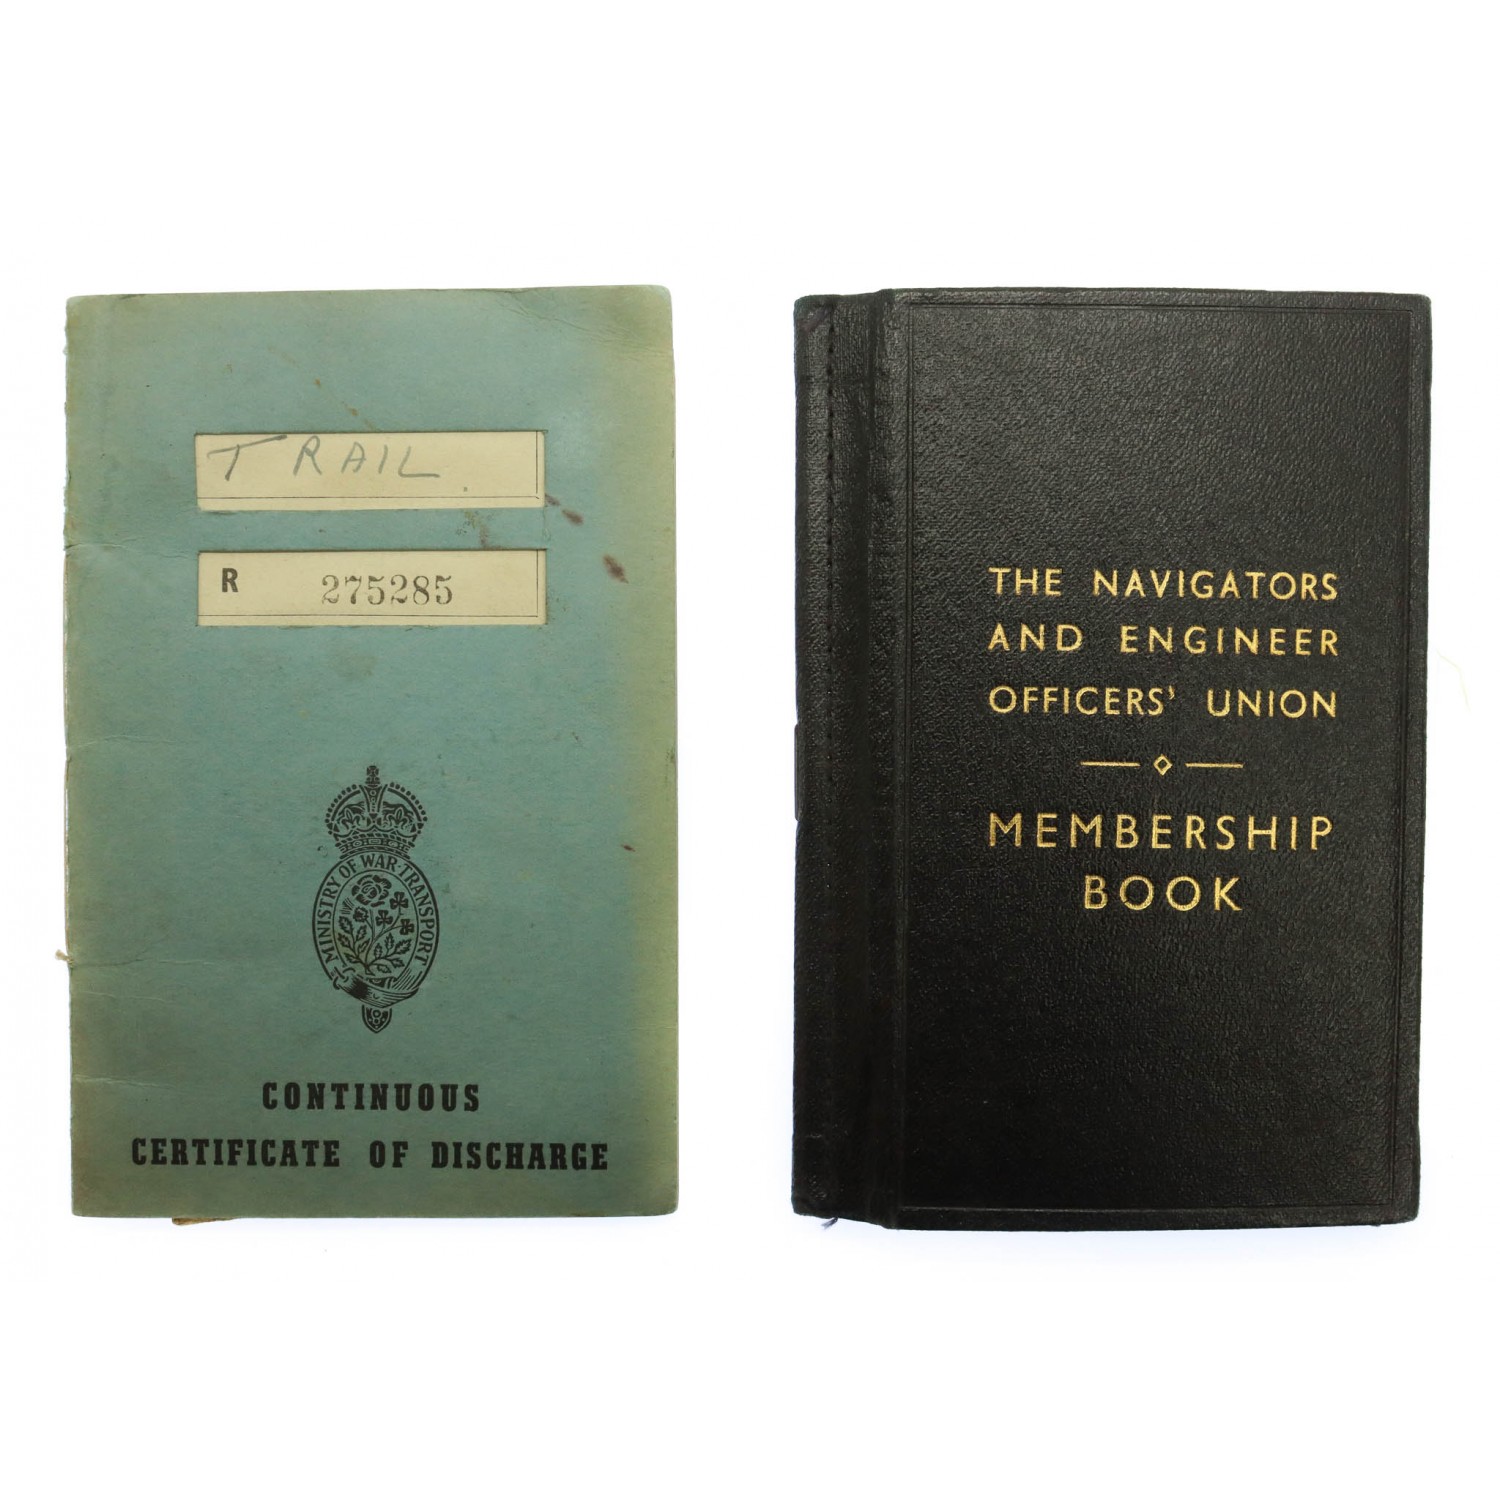 TRAIL
R 275285
MINISTRY OF WAR TRANSPORT
CONTINUOUS
CERTIFICATE OF DISCHARGE
THE NAVIGATORS
AND ENGINEER
OFFICERS' UNION
MEMBERSHIP
BOOK